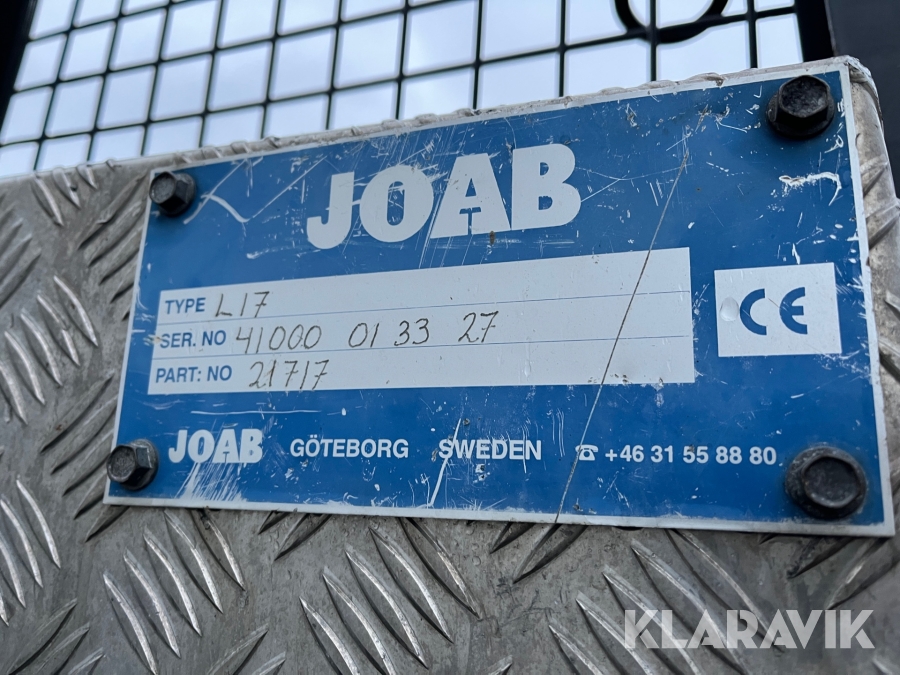 JOAB
TYPE L17
SER. NO 41000 01 33 27
PART: NO 21717
CE
JOAB GÖTEBORG SWEDEN ☎ +46 31 55 88 80
KLARAVIK